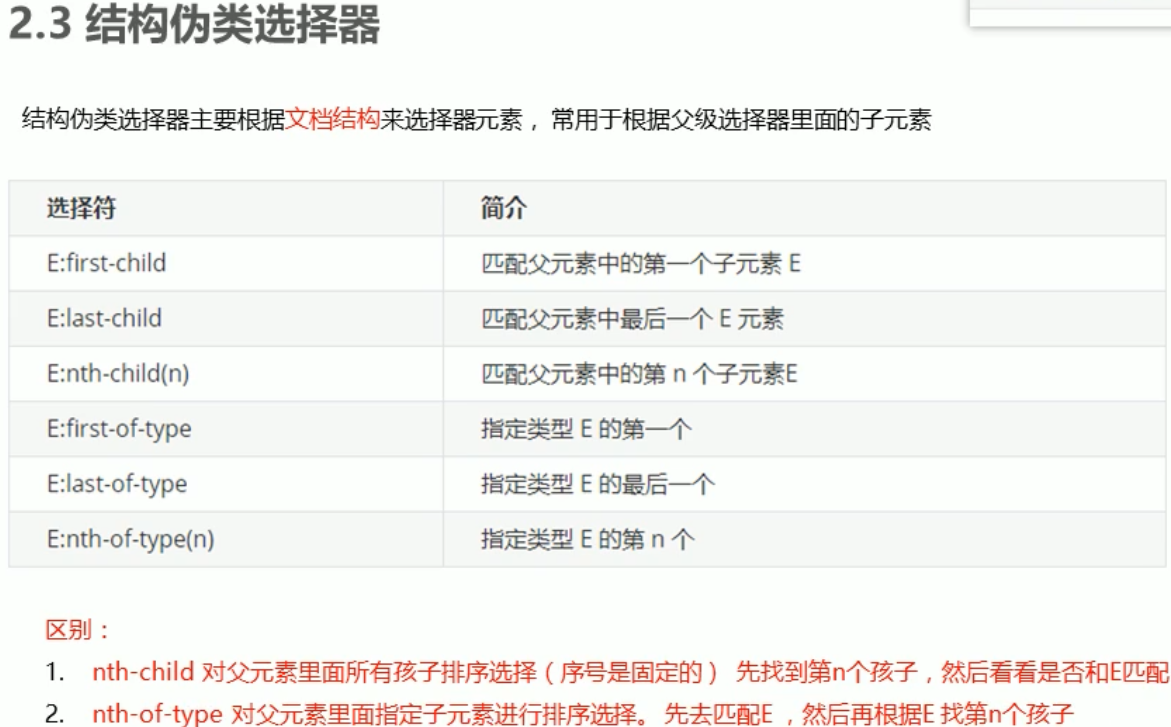 2.3 结构伪类选择器
结构伪类选择器主要根据文档结构来选择器元素，常用于根据父级选择器里面的子元素
选择符 简介
E:first-child 匹配父元素中的第一个子元素 E
E:last-child 匹配父元素中最后一个 E 元素
E:nth-child(n) 匹配父元素中的第 n 个子元素E
E:first-of-type 指定类型 E 的第一个
E:last-of-type 指定类型 E 的最后一个
E:nth-of-type(n) 指定类型 E 的第 n 个
区别：
1. nth-child 对父元素里面所有孩子排序选择（序号是固定的） 先找到第n个孩子，然后看看是否和E匹配
2. nth-of-type 对父元素里面指定子元素进行排序选择。 先去匹配E ，然后再根据E 找第n个孩子